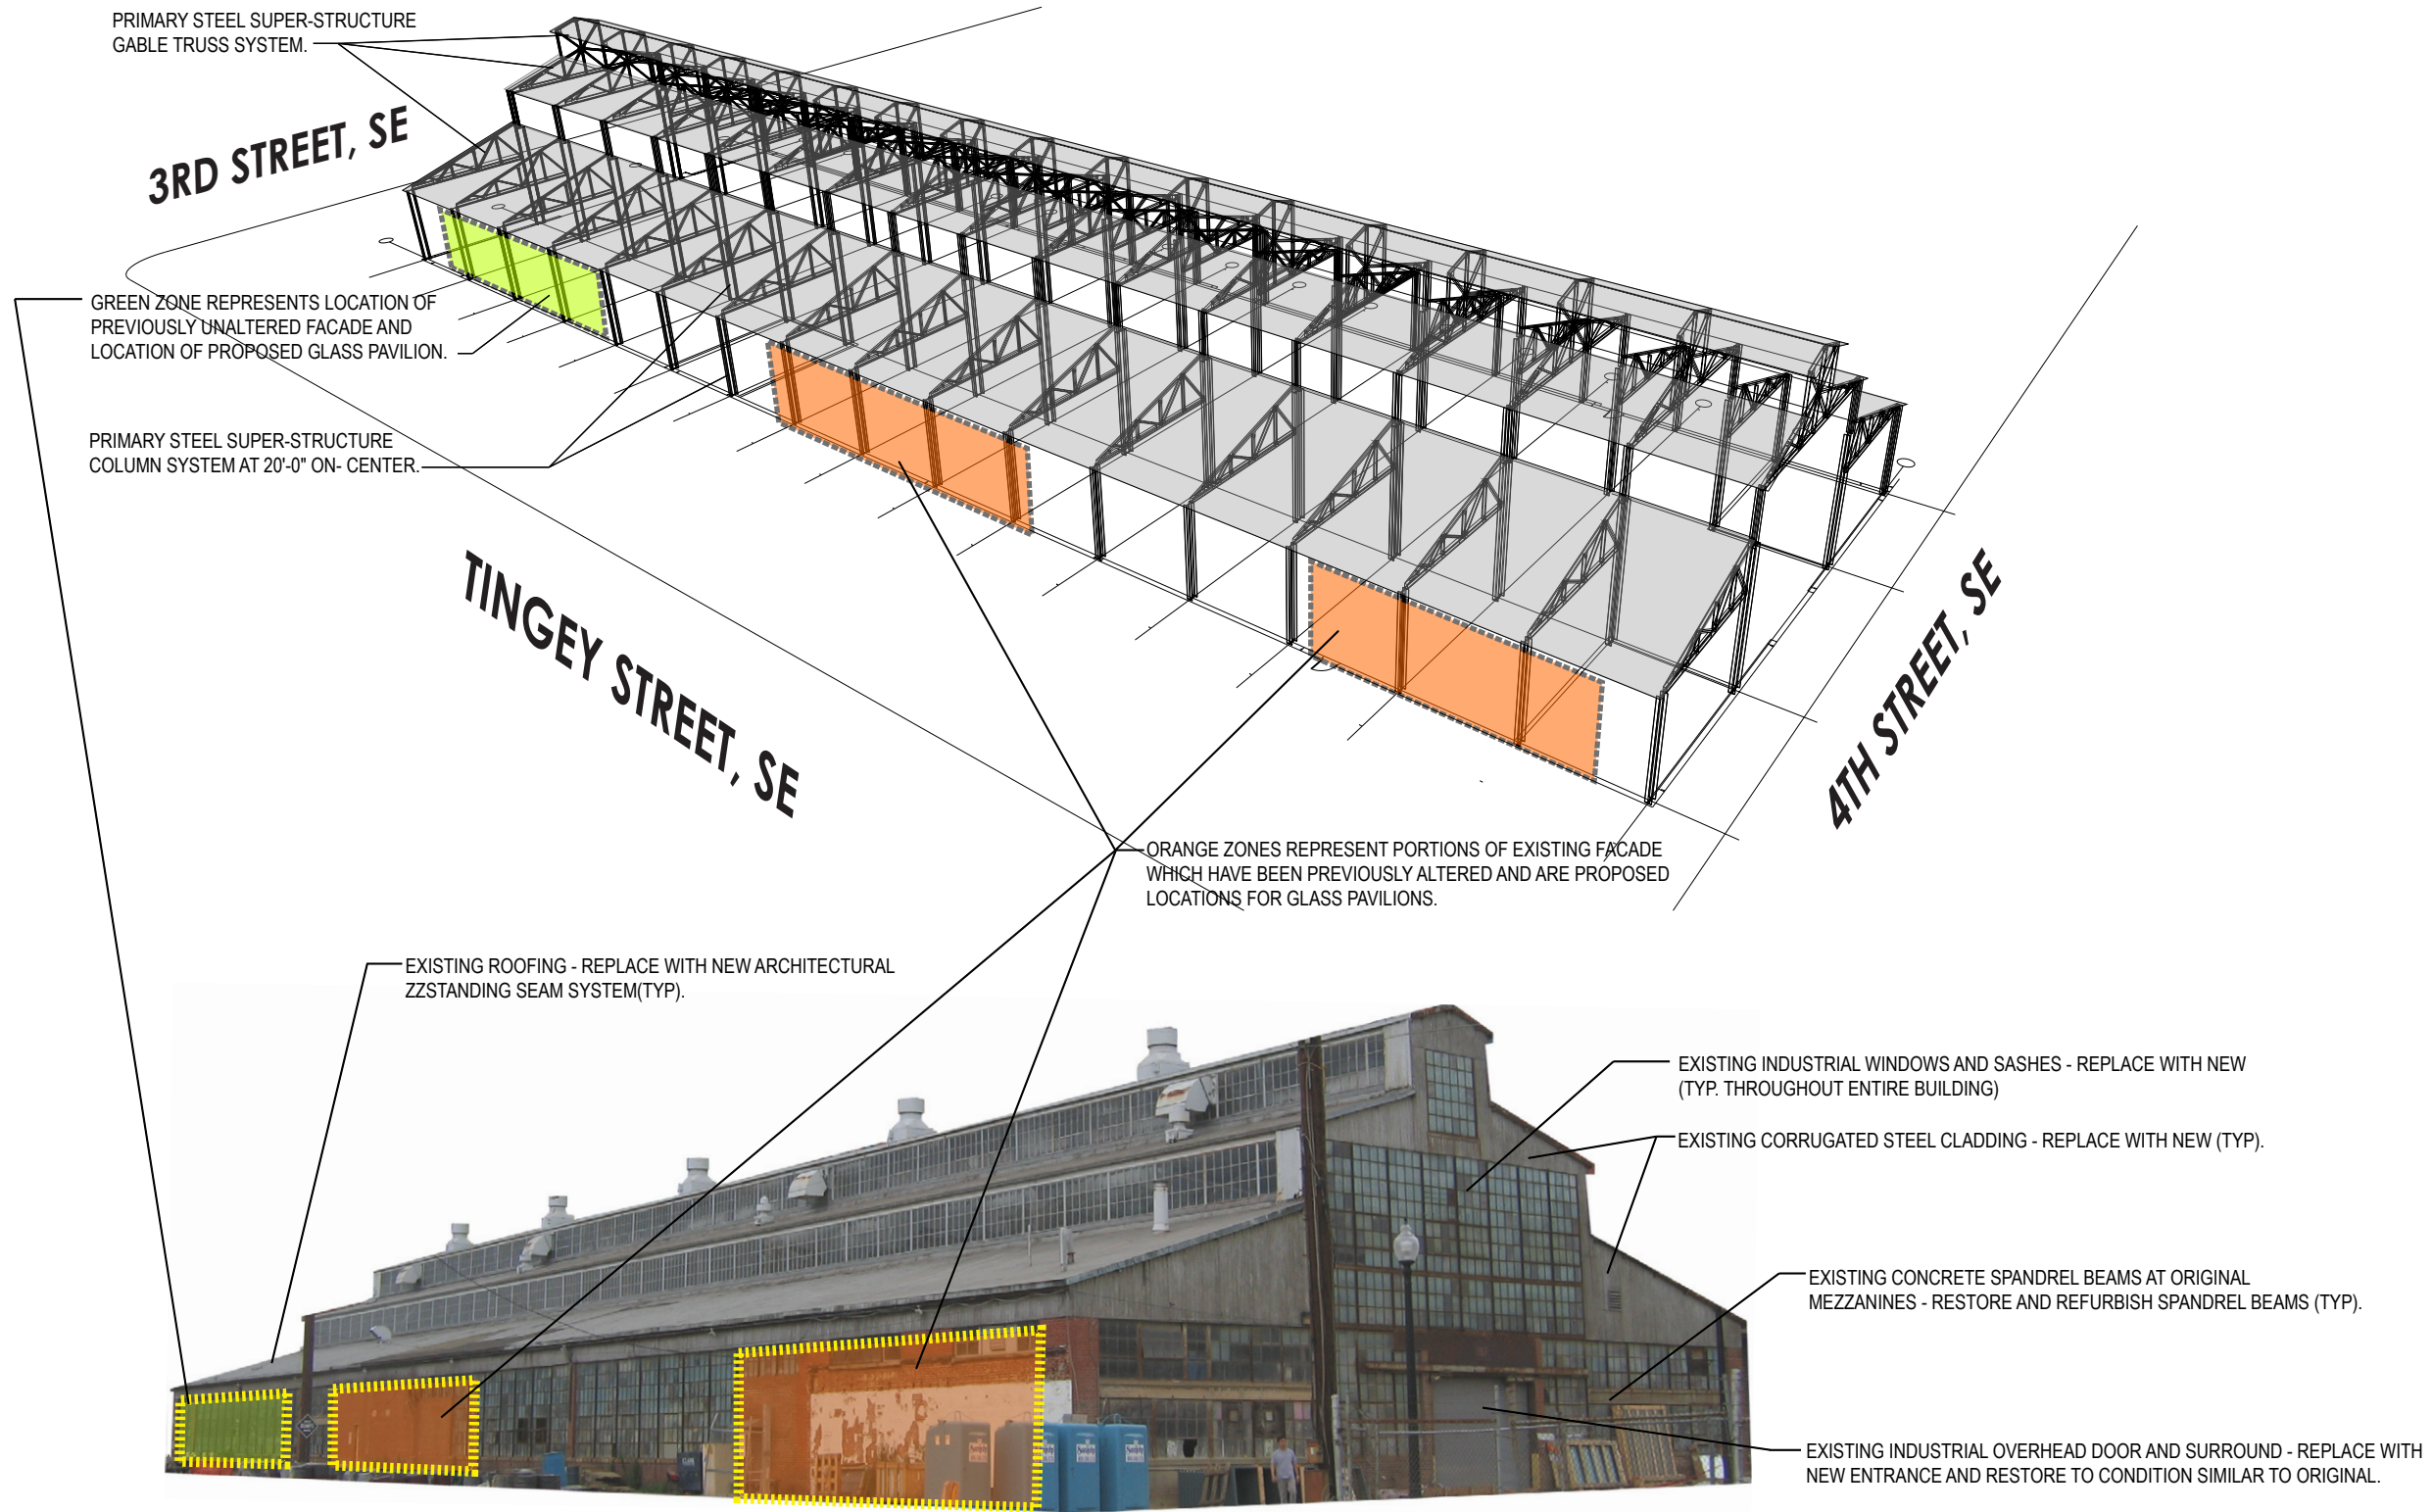 PRIMARY STEEL SUPER-STRUCTURE
GABLE TRUSS SYSTEM.
3RD STREET, SE
GREEN ZONE REPRESENTS LOCATION OF
PREVIOUSLY UNALTERED FACADE AND
LOCATION OF PROPOSED GLASS PAVILION.
PRIMARY STEEL SUPER-STRUCTURE
COLUMN SYSTEM AT 20'-0" ON- CENTER.
TINGEY STREET, SE
4TH STREET, SE
ORANGE ZONES REPRESENT PORTIONS OF EXISTING FACADE
WHICH HAVE BEEN PREVIOUSLY ALTERED AND ARE PROPOSED
LOCATIONS FOR GLASS PAVILIONS.
EXISTING ROOFING - REPLACE WITH NEW ARCHITECTURAL
ZZSTANDING SEAM SYSTEM(TYP).
EXISTING INDUSTRIAL WINDOWS AND SASHES - REPLACE WITH NEW
(TYP. THROUGHOUT ENTIRE BUILDING)
EXISTING CORRUGATED STEEL CLADDING - REPLACE WITH NEW (TYP).
EXISTING CONCRETE SPANDREL BEAMS AT ORIGINAL
MEZZANINES - RESTORE AND REFURBISH SPANDREL BEAMS (TYP).
EXISTING INDUSTRIAL OVERHEAD DOOR AND SURROUND - REPLACE WITH
NEW ENTRANCE AND RESTORE TO CONDITION SIMILAR TO ORIGINAL.